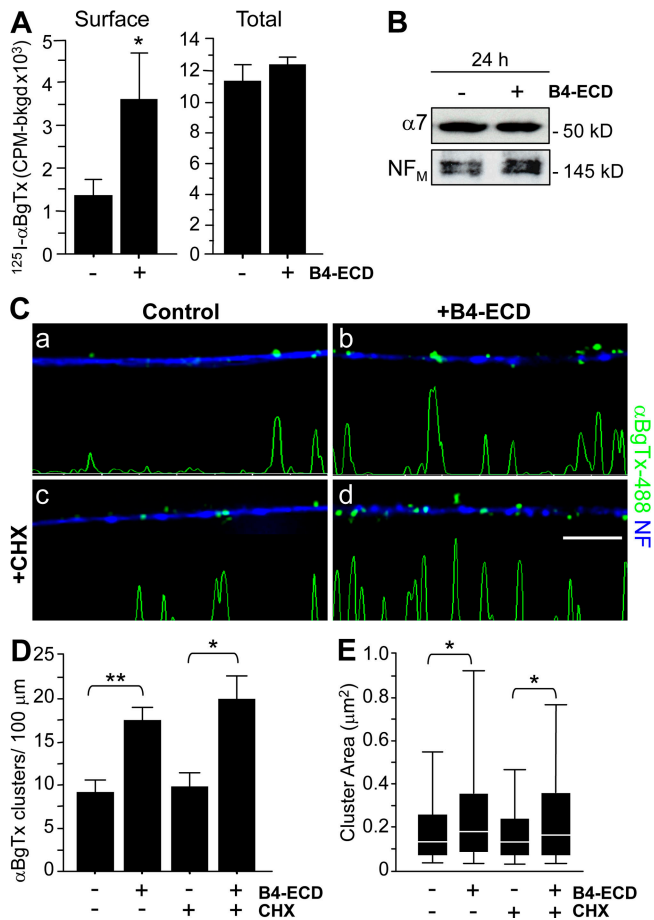 A
Surface
Total
¹²⁵I-αBgTx (CPM-bkgd x10³)
5
4
3
2
1
0
*
-
+
14
12
10
8
6
4
2
0
-
+
B4-ECD
B
24 h
-
+
B4-ECD
α7
- 50 kD
NF_M
- 145 kD
C
Control
+B4-ECD
a
b
+CHX
c
d
αBgTx-488 NF
D
αBgTx clusters/ 100 μm
25
20
15
10
5
0
**
*
- + - + B4-ECD
- - + + CHX
E
Cluster Area (μm²)
1.0
0.8
0.6
0.4
0.2
0
*
*
- + - + B4-ECD
- - + + CHX